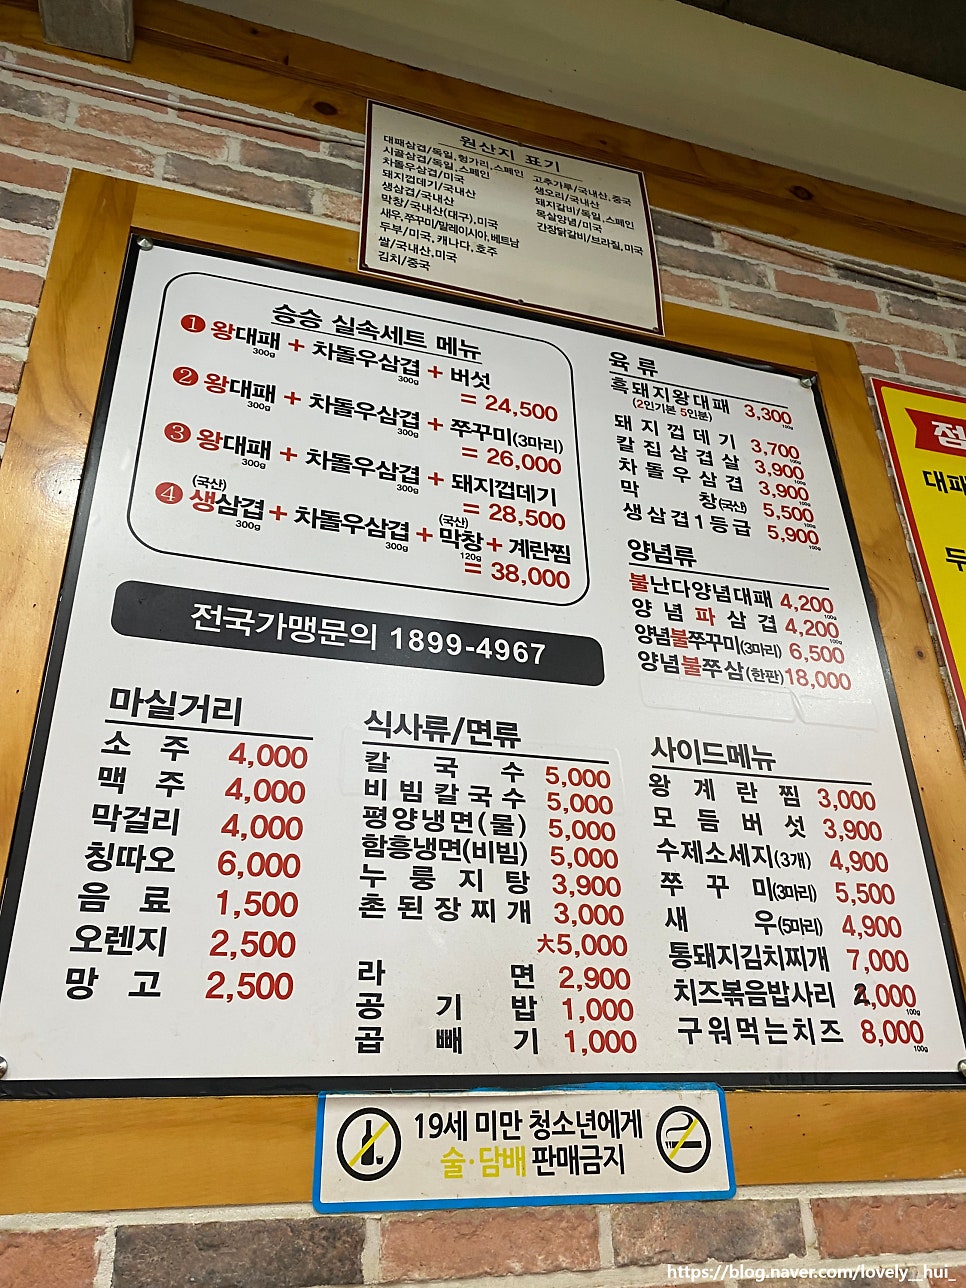 원산지 표기
대패삼겹/독일,헝가리,스페인
시골삼겹/독일,스페인
차돌우삼겹/미국
돼지껍데기/국내산
생삼겹/국내산
막창/국내산(대구),미국
새우,쭈꾸미/말레이시아,베트남
두부/미국,캐나다,호주
쌀/국내산,미국
김치/중국
고추가루/국내산,중국
생오리/국내산
돼지갈비/독일,스페인
목살양념/미국
간장닭갈비/브라질,미국
승승 실속세트 메뉴
1 왕대패 300g + 차돌우삼겹 300g + 버섯
= 24,500
2 왕대패 300g + 차돌우삼겹 300g + 쭈꾸미(3마리)
= 26,000
3 왕대패 300g + 차돌우삼겹 300g + 돼지껍데기
= 28,500
4 (국산) 생삼겹 300g + 차돌우삼겹 300g + (국산) 막창 120g + 계란찜
= 38,000
전국가맹문의 1899-4967
육류
흑돼지왕대패 3,300 100g
(2인기본 5인분)
돼지껍데기 3,700 100g
칼집삼겹살 3,900 100g
차돌우삼겹 3,900 100g
막창(국산) 5,500 100g
생삼겹1등급 5,900 100g
양념류
불난다양념대패 4,200 100g
양념파삼겹 4,200 100g
양념불쭈꾸미(3마리) 6,500
양념불쭈삼(한판) 18,000
마실거리
소주 4,000
맥주 4,000
막걸리 4,000
칭따오 6,000
음료 1,500
오렌지 2,500
망고 2,500
식사류/면류
칼국수 5,000
비빔칼국수 5,000
평양냉면(물) 5,000
함흥냉면(비빔) 5,000
누룽지탕 3,900
촌된장찌개 3,000
大5,000
라면 2,900
공기밥 1,000
곱빼기 1,000
사이드메뉴
왕계란찜 3,000
모듬버섯 3,900
수제소세지(3개) 4,900
쭈꾸미(3마리) 5,500
새우(5마리) 4,900
통돼지김치찌개 7,000
치즈볶음밥사리 2,000 100g
구워먹는치즈 8,000 100g
대패
두
19세 미만 청소년에게
술·담배 판매금지
https://blog.naver.com/lovely__hui_